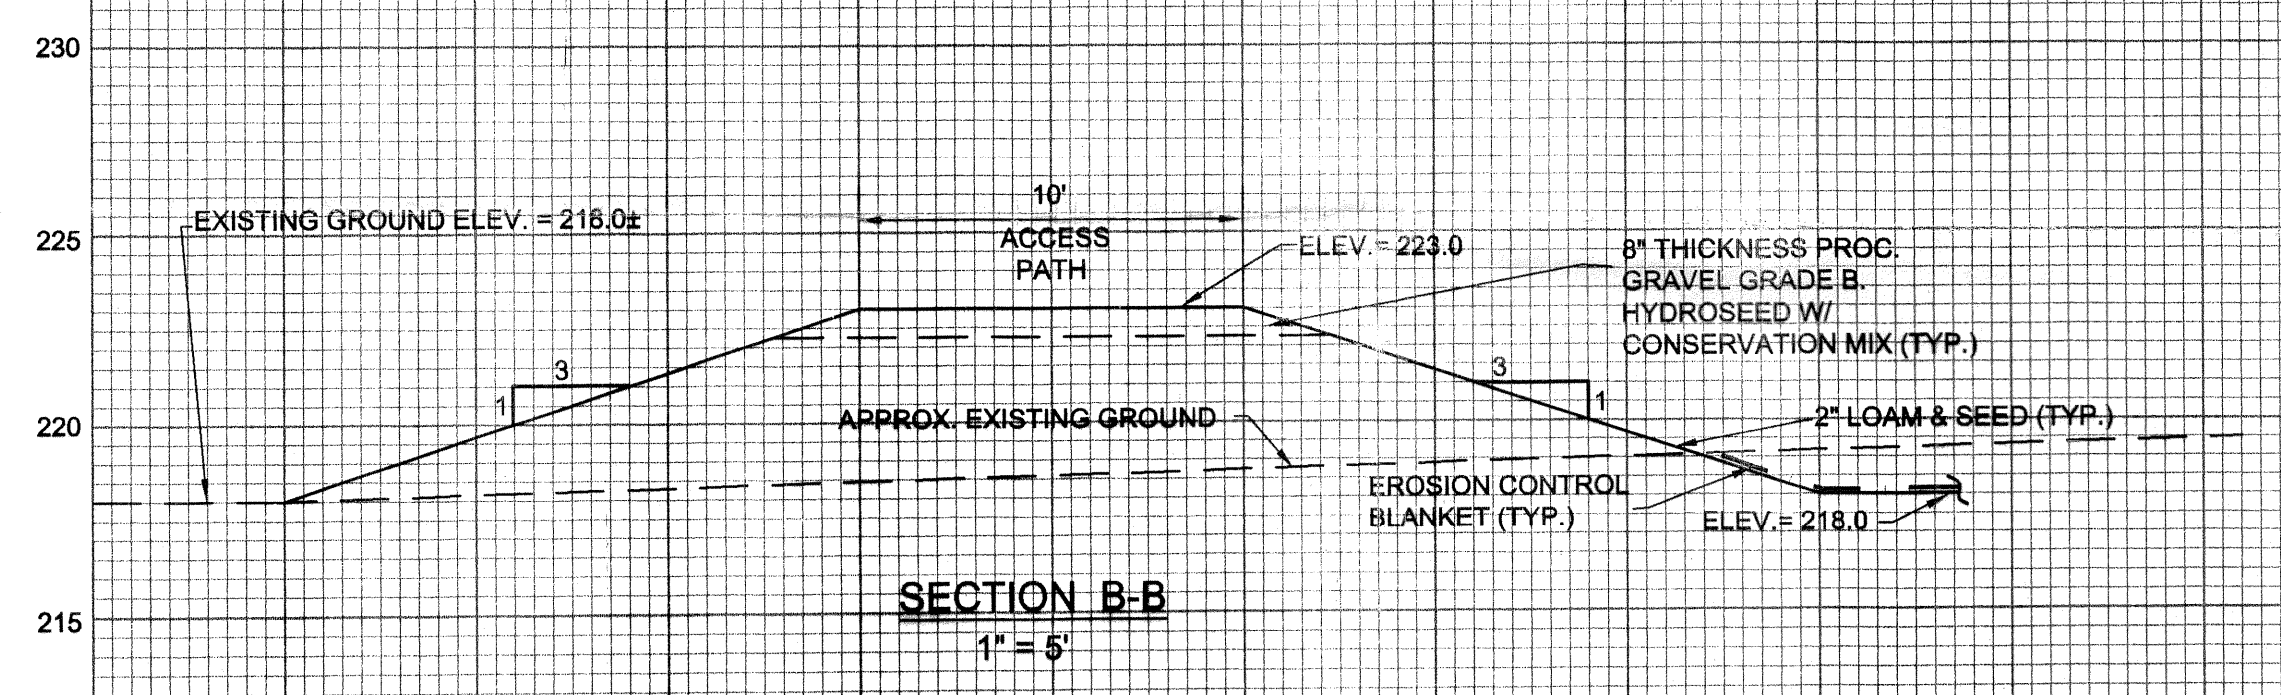 230
225
220
215
EXISTING GROUND ELEV. = 218.0±
10'
ACCESS
PATH
ELEV. = 223.0
8" THICKNESS PROC.
GRAVEL GRADE B.
HYDROSEED W/
CONSERVATION MIX (TYP.)
3
1
3
1
APPROX. EXISTING GROUND
2" LOAM & SEED (TYP.)
EROSION CONTROL
BLANKET (TYP.)
ELEV.= 218.0
SECTION B-B
1" = 5'